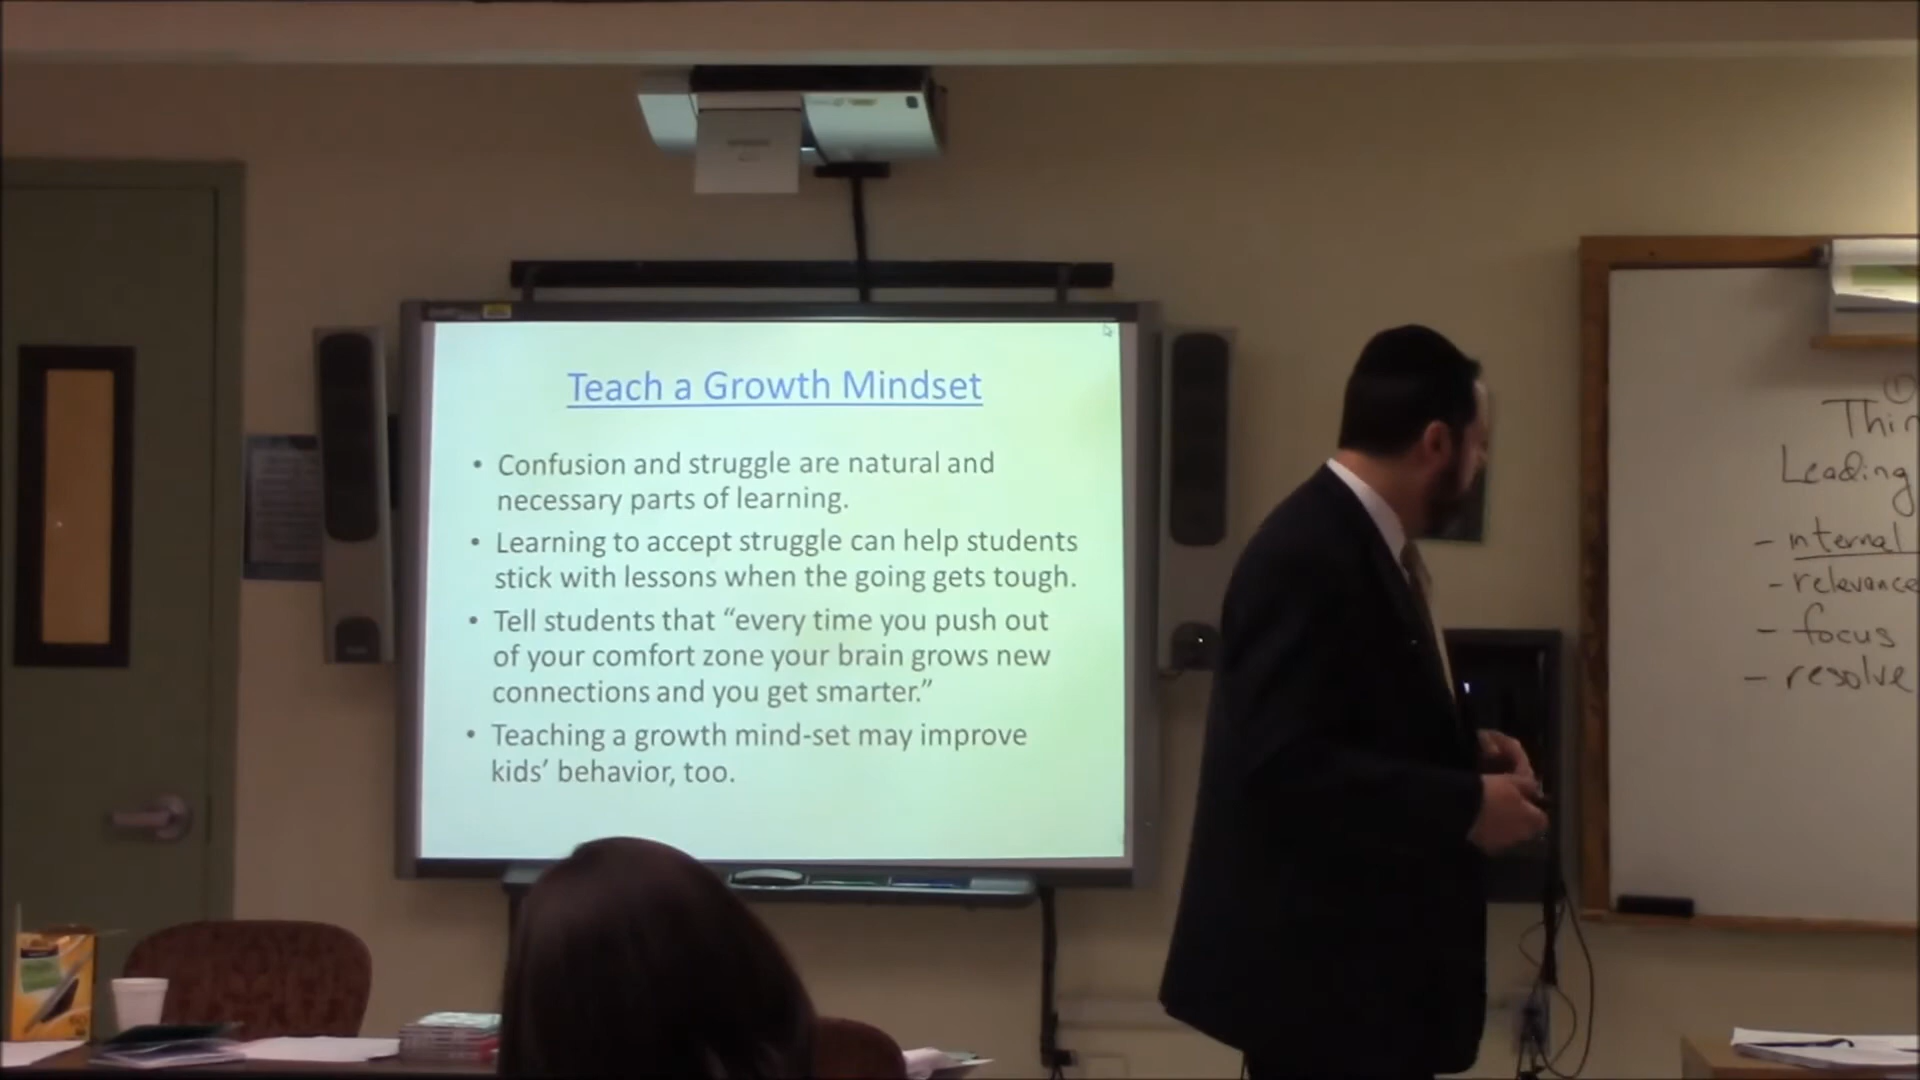 Teach a Growth Mindset
• Confusion and struggle are natural and
necessary parts of learning.
• Learning to accept struggle can help students
stick with lessons when the going gets tough.
• Tell students that “every time you push out
of your comfort zone your brain grows new
connections and you get smarter.”
• Teaching a growth mind-set may improve
kids’ behavior, too.
①
Thin
Leading
- internal
- relevance
- focus
- resolve